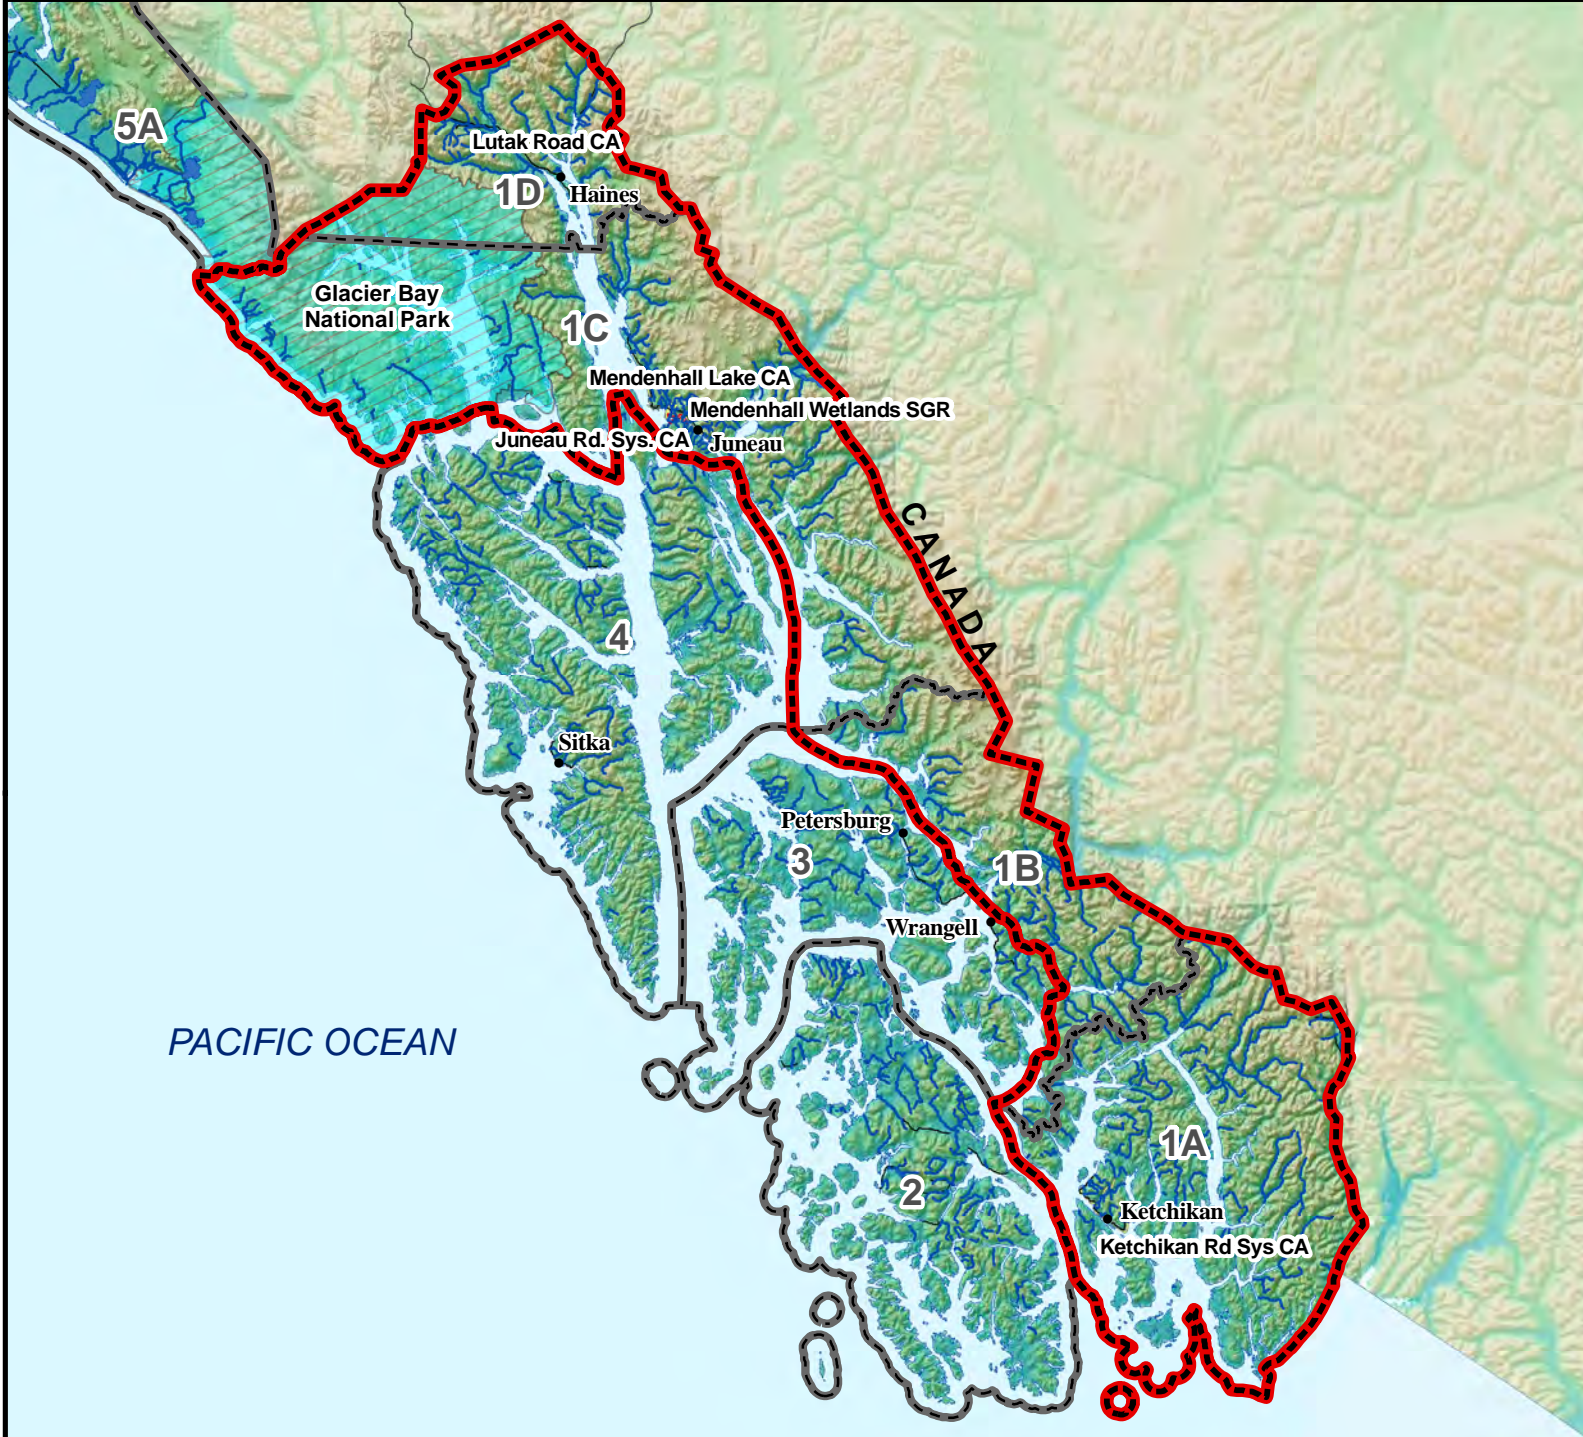 5A
Lutak Road CA
1D
Haines
Glacier Bay
National Park
1C
Mendenhall Lake CA
Mendenhall Wetlands SGR
Juneau Rd. Sys. CA
Juneau
CANADA
4
Sitka
Petersburg
3
1B
Wrangell
PACIFIC OCEAN
1A
2
Ketchikan
Ketchikan Rd Sys CA